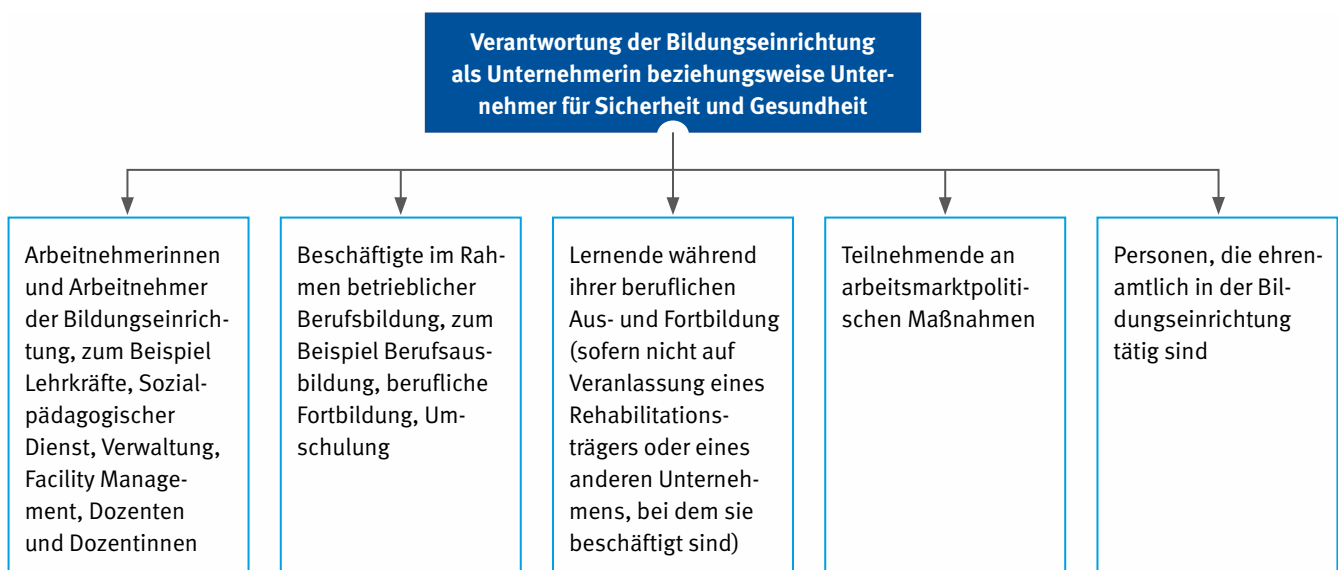 Verantwortung der Bildungseinrichtung
als Unternehmerin beziehungsweise Unter-
nehmer für Sicherheit und Gesundheit
Arbeitnehmerinnen
und Arbeitnehmer
der Bildungseinrich-
tung, zum Beispiel
Lehrkräfte, Sozial-
pädagogischer
Dienst, Verwaltung,
Facility Manage-
ment, Dozenten
und Dozentinnen
Beschäftigte im Rah-
men betrieblicher
Berufsbildung, zum
Beispiel Berufsaus-
bildung, berufliche
Fortbildung, Um-
schulung
Lernende während
ihrer beruflichen
Aus- und Fortbildung
(sofern nicht auf
Veranlassung eines
Rehabilitations-
trägers oder eines
anderen Unterneh-
mens, bei dem sie
beschäftigt sind)
Teilnehmende an
arbeitsmarktpoliti-
schen Maßnahmen
Personen, die ehren-
amtlich in der Bil-
dungseinrichtung
tätig sind